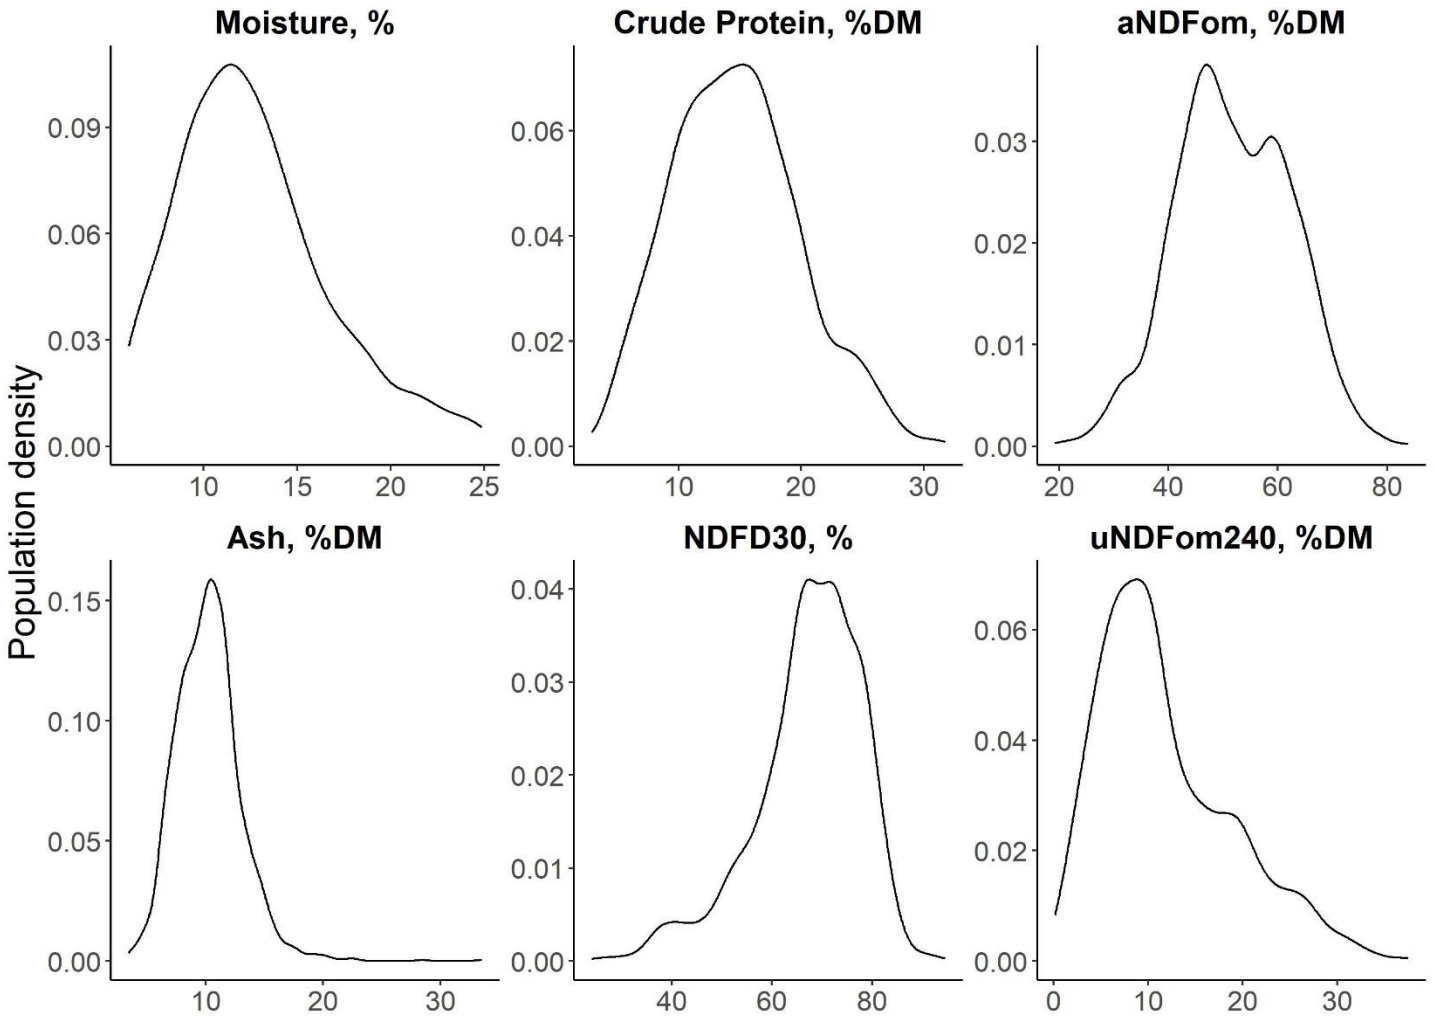 Population density
Moisture, %
0.09
0.06
0.03
0.00
10 15 20 25
Crude Protein, %DM
0.06
0.04
0.02
0.00
10 20 30
aNDFom, %DM
0.03
0.02
0.01
0.00
20 40 60 80
Ash, %DM
0.15
0.10
0.05
0.00
10 20 30
NDFD30, %
0.04
0.03
0.02
0.01
0.00
40 60 80
uNDFom240, %DM
0.06
0.04
0.02
0.00
0 10 20 30